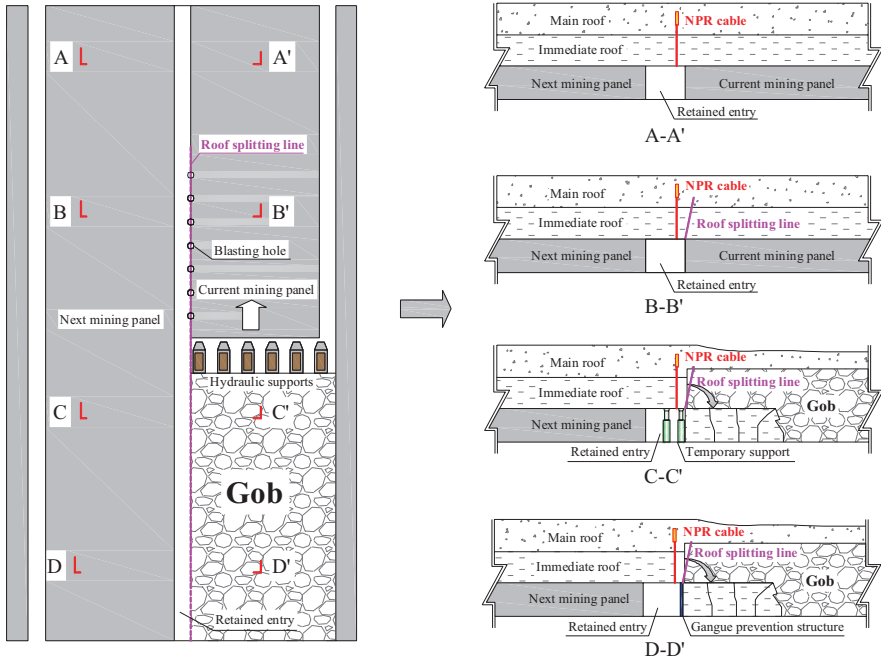 A
A'
Roof splitting line
B
B'
Blasting hole
Current mining panel
Next mining panel
Hydraulic supports
C
C'
Gob
D
D'
Retained entry
Main roof
NPR cable
Immediate roof
Next mining panel
Current mining panel
Retained entry
A-A'
Main roof
NPR cable
Immediate roof
Roof splitting line
Next mining panel
Current mining panel
Retained entry
B-B'
Main roof
NPR cable
Roof splitting line
Immediate roof
Gob
Next mining panel
Retained entry
Temporary support
C-C'
Main roof
NPR cable
Roof splitting line
Immediate roof
Gob
Next mining panel
Retained entry
Gangue prevention structure
D-D'